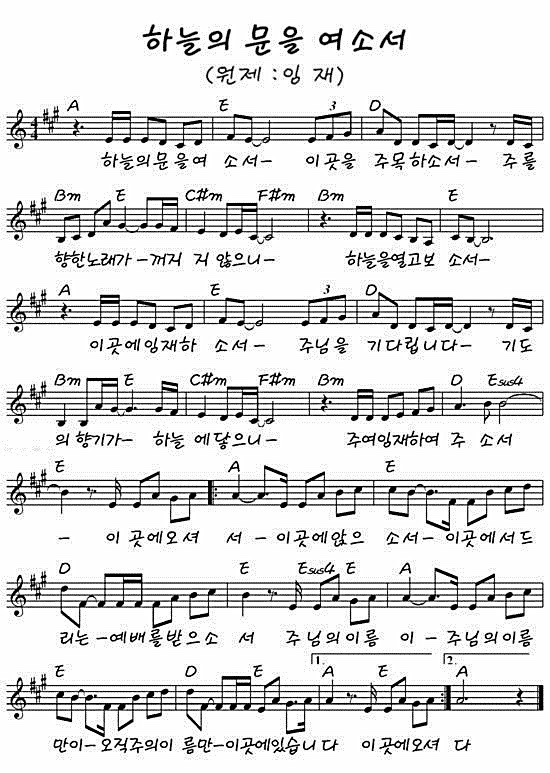 하늘의 문을 여소서
(원제 : 임 재)
A E 3 D
하늘의문을여 소서- 이곳을 주목하소서- 주를
Bm E C#m F#m Bm E
향한노래가-꺼지 지 않으니- 하늘을열고보 소서-
A E 3 D
이곳에임재하 소서- 주님을 기다립니다- 기도
Bm E C#m F#m Bm D Esus4
의향기가- 하늘 에닿으니- 주여임재하여 주 소서
E A E
- 이 곳에오셔 서-이곳에앉으 소서-이곳에서드
D E Esus4 A
리는-예배를받으소 서 주님의이름 이-주님의이름
E D E 1. A 2. A
만이-오직주의이 름만-이곳에있습니 다 이곳에오셔 다